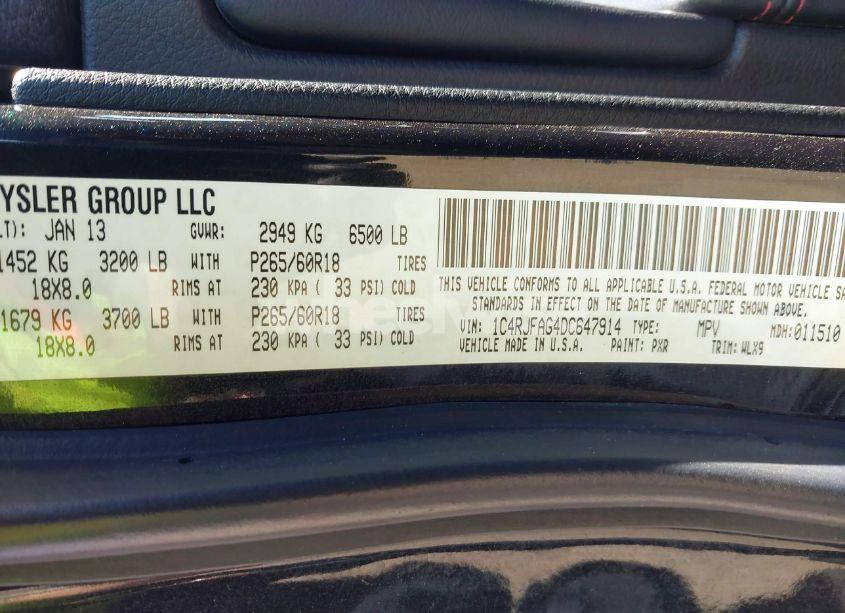 YSLER GROUP LLC
T): JAN 13 GVWR: 2949 KG 6500 LB
1452 KG 3200 LB WITH P265/60R18 TIRES
18X8.0 RIMS AT 230 KPA ( 33 PSI) COLD
1679 KG 3700 LB WITH P265/60R18 TIRES
18X8.0 RIMS AT 230 KPA ( 33 PSI) COLD
THIS VEHICLE CONFORMS TO ALL APPLICABLE U.S.A. FEDERAL MOTOR VEHICLE SA
STANDARDS IN EFFECT ON THE DATE OF MANUFACTURE SHOWN ABOVE.
VIN: 1C4RJFAG4DC647914 TYPE: MPV MDH:011510
VEHICLE MADE IN U.S.A. PAINT: PXR TRIM: WLX9